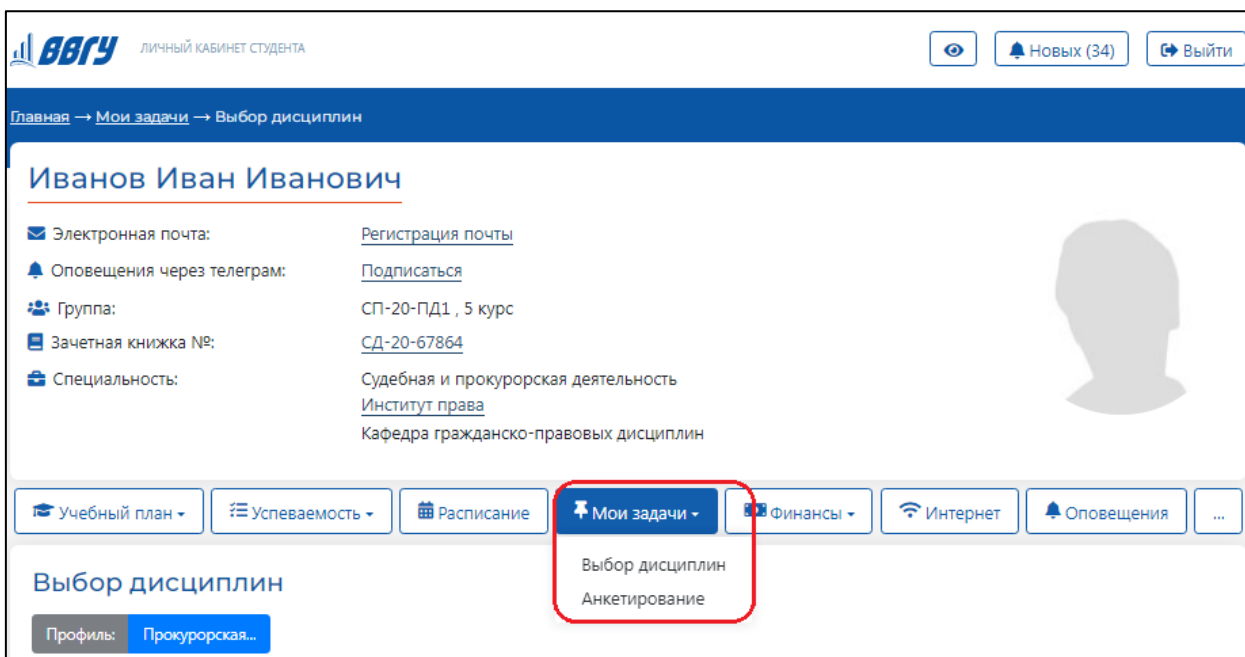 ВВГУ ЛИЧНЫЙ КАБИНЕТ СТУДЕНТА Новых (34) Выйти
Главная → Мои задачи → Выбор дисциплин
Иванов Иван Иванович
Электронная почта: Регистрация почты
Оповещения через телеграм: Подписаться
Группа: СП-20-ПД1 , 5 курс
Зачетная книжка №: СД-20-67864
Специальность: Судебная и прокурорская деятельность
Институт права
Кафедра гражданско-правовых дисциплин
Учебный план Успеваемость Расписание Мои задачи Финансы Интернет Оповещения ...
Выбор дисциплин
Анкетирование
Выбор дисциплин
Профиль: Прокурорская...